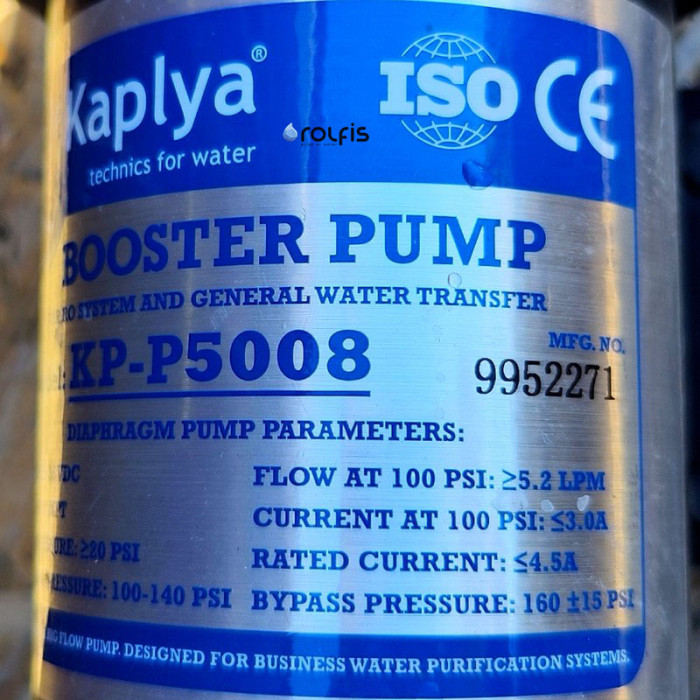 Kaplya®
technics for water
rolfis
ISO CE
BOOSTER PUMP
RO SYSTEM AND GENERAL WATER TRANSFER
KP-P5008
MFG. NO.
9952271
DIAPHRAGM PUMP PARAMETERS:
VDC
FLOW AT 100 PSI: ≥5.2 LPM
CURRENT AT 100 PSI: ≤3.0A
≥20 PSI
RATED CURRENT: ≤4.5A
100-140 PSI
BYPASS PRESSURE: 160 ±15 PSI
FLOW PUMP. DESIGNED FOR BUSINESS WATER PURIFICATION SYSTEMS.